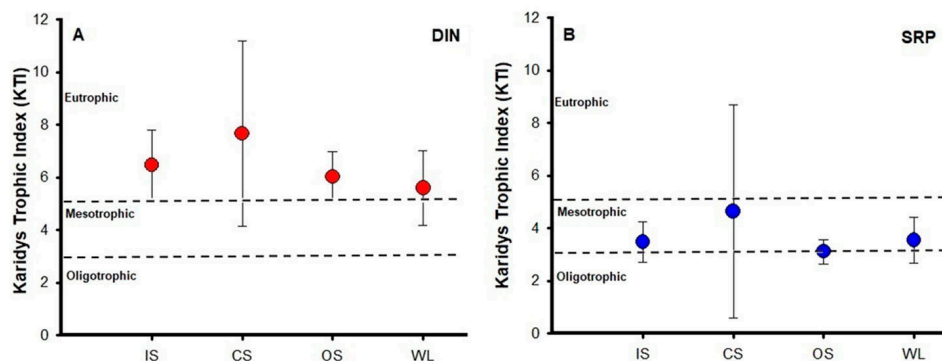 A
DIN
Karidys Trophic Index (KTI)
12
10
8
6
4
2
0
Eutrophic
Mesotrophic
Oligotrophic
IS
CS
OS
WL
B
SRP
Karidys Trophic Index (KTI)
12
10
8
6
4
2
0
Eutrophic
Mesotrophic
Oligotrophic
IS
CS
OS
WL